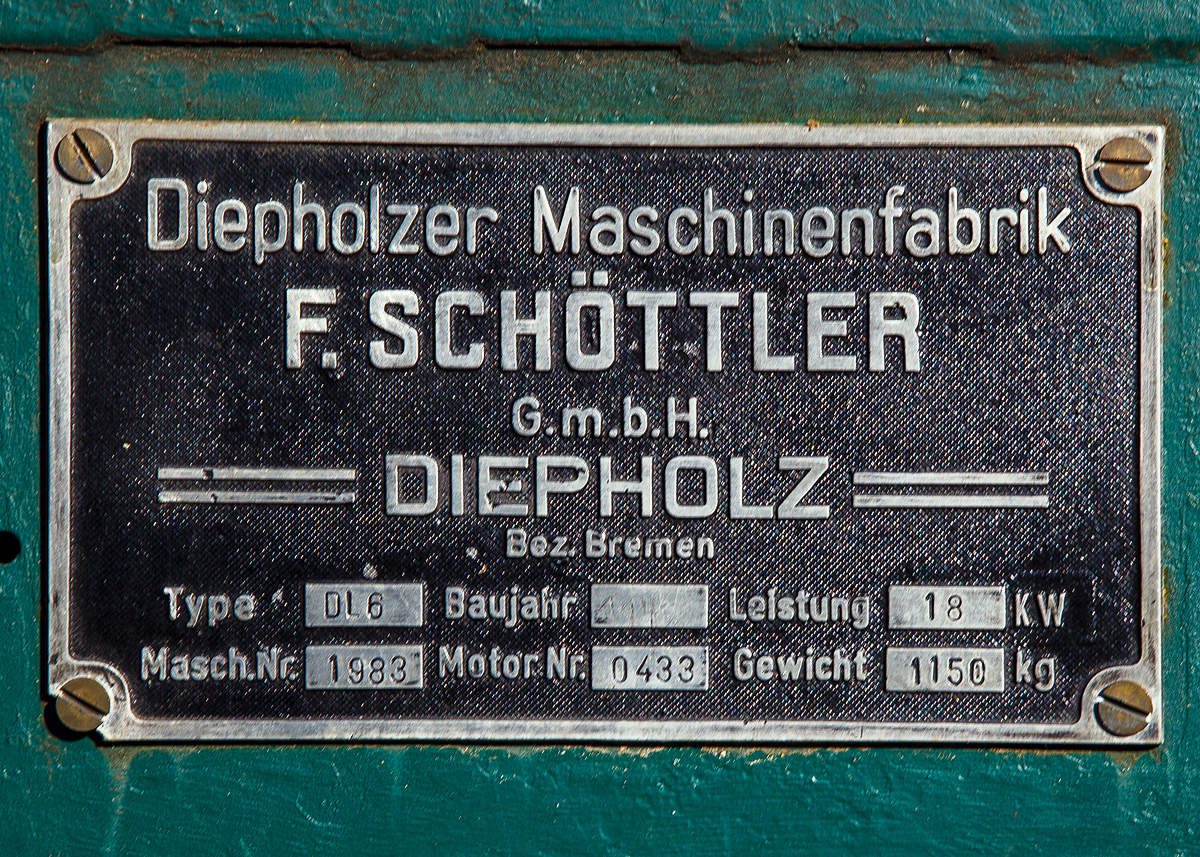 Diepholzer Maschinenfabrik
F. SCHÖTTLER
G.m.b.H.
DIEPHOLZ
Bez. Bremen
Type DL6 Baujahr Leistung 18 KW
Masch.Nr. 1983 Motor Nr. 0433 Gewicht 1150 kg